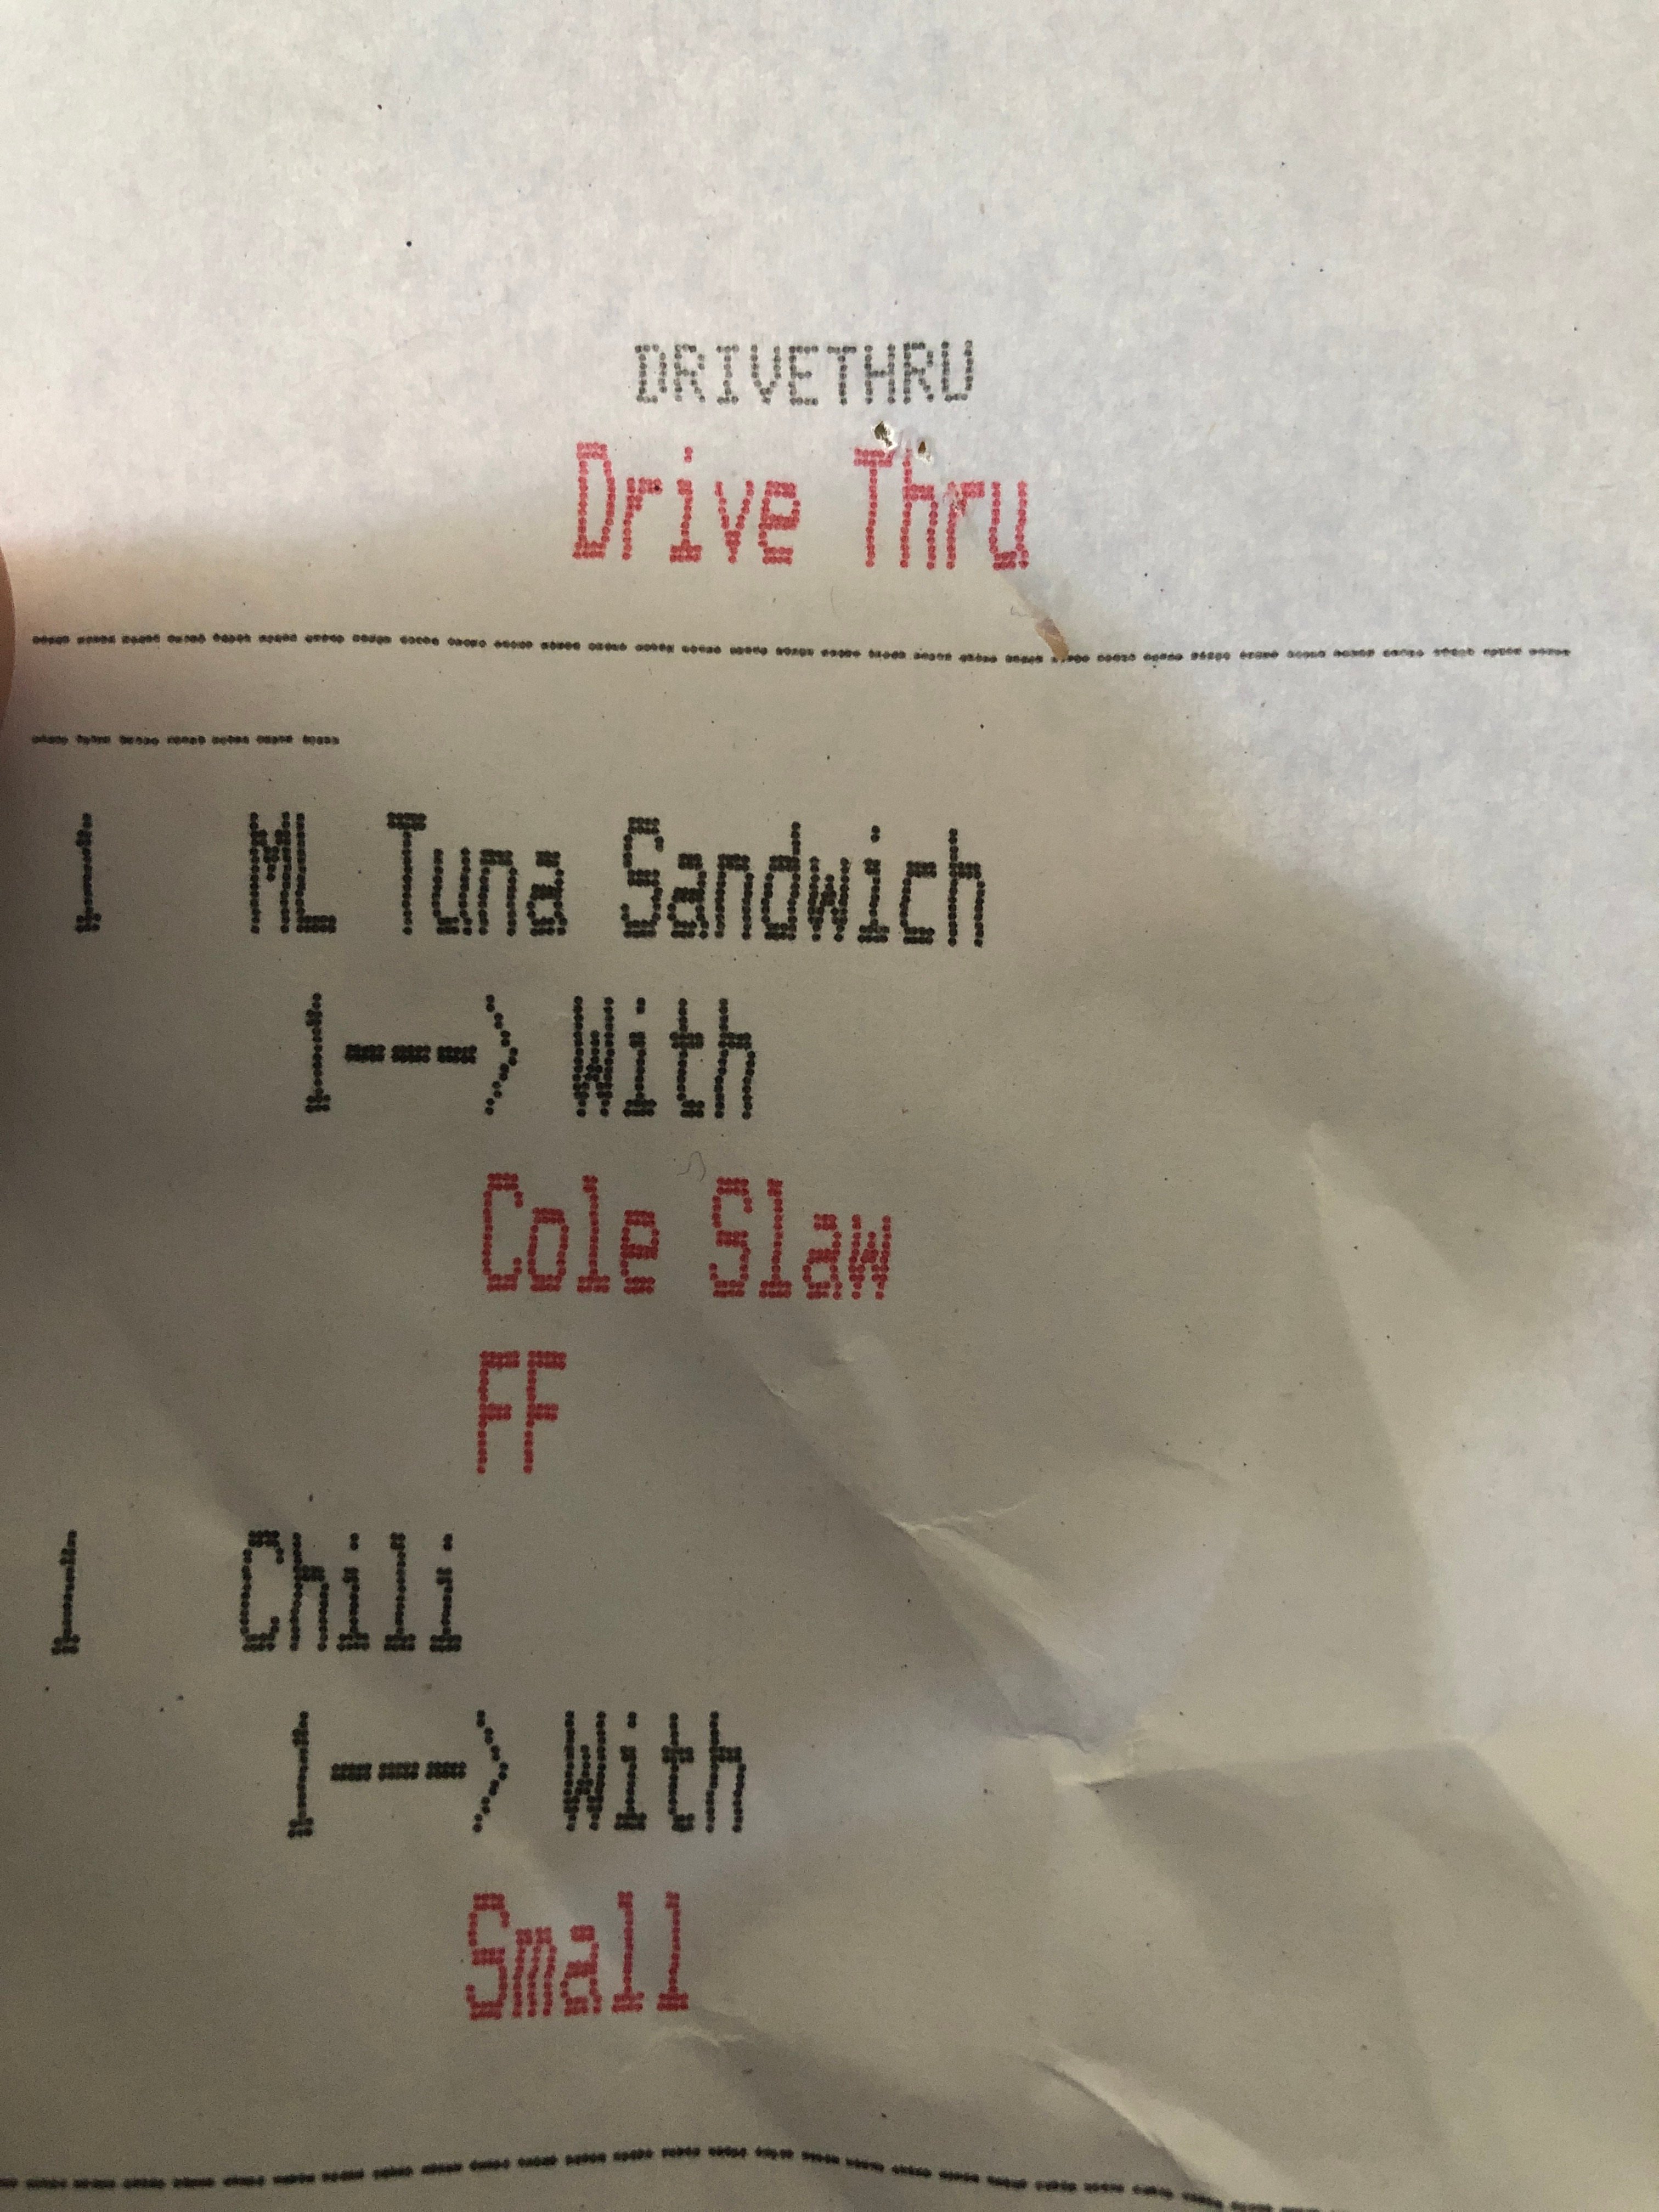 DRIVETHRU
Drive Thru
----------------------------------
-------
1 ML Tuna Sandwich
1---> With
Cole Slaw
FF
1 Chili
1---> With
Small